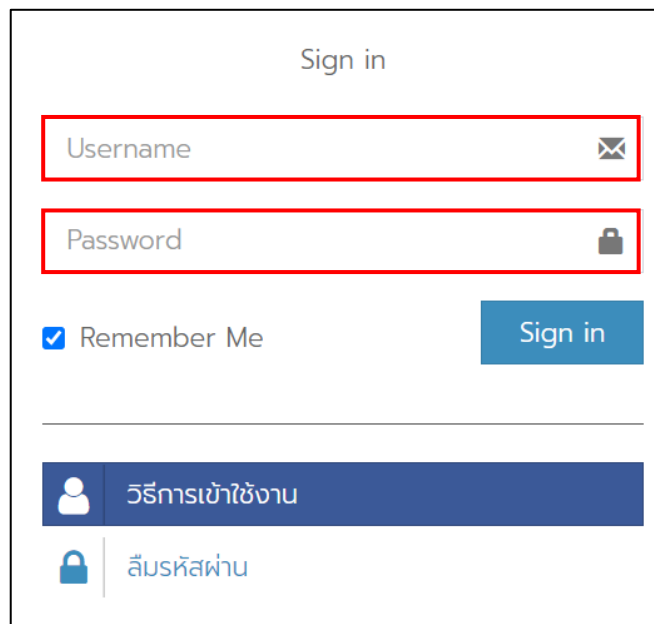 Sign in
Username
Password
Remember Me
Sign in
วิธีการเข้าใช้งาน
ลืมรหัสผ่าน